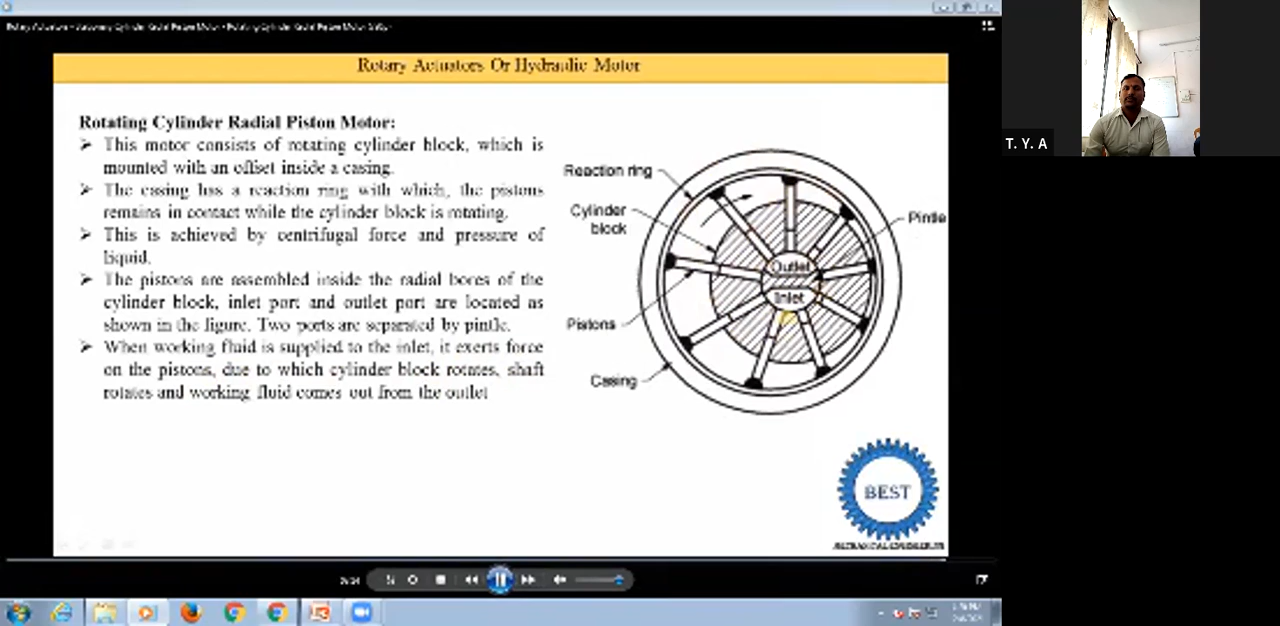 Rotary Actuators Or Hydraulic Motor
Rotating Cylinder Radial Piston Motor:
➤ This motor consists of rotating cylinder block, which is
mounted with an offset inside a casing.
➤ The casing has a reaction ring with which, the pistons
remains in contact while the cylinder block is rotating.
➤ This is achieved by centrifugal force and pressure of
liquid.
➤ The pistons are assembled inside the radial bores of the
cylinder block, inlet port and outlet port are located as
shown in the figure. Two ports are separated by pintle.
➤ When working fluid is supplied to the inlet, it exerts force
on the pistons, due to which cylinder block rotates, shaft
rotates and working fluid comes out from the outlet
Reaction ring
Cylinder
block
Pintle
Outlet
Inlet
Pistons
Casing
BEST
T. Y. A